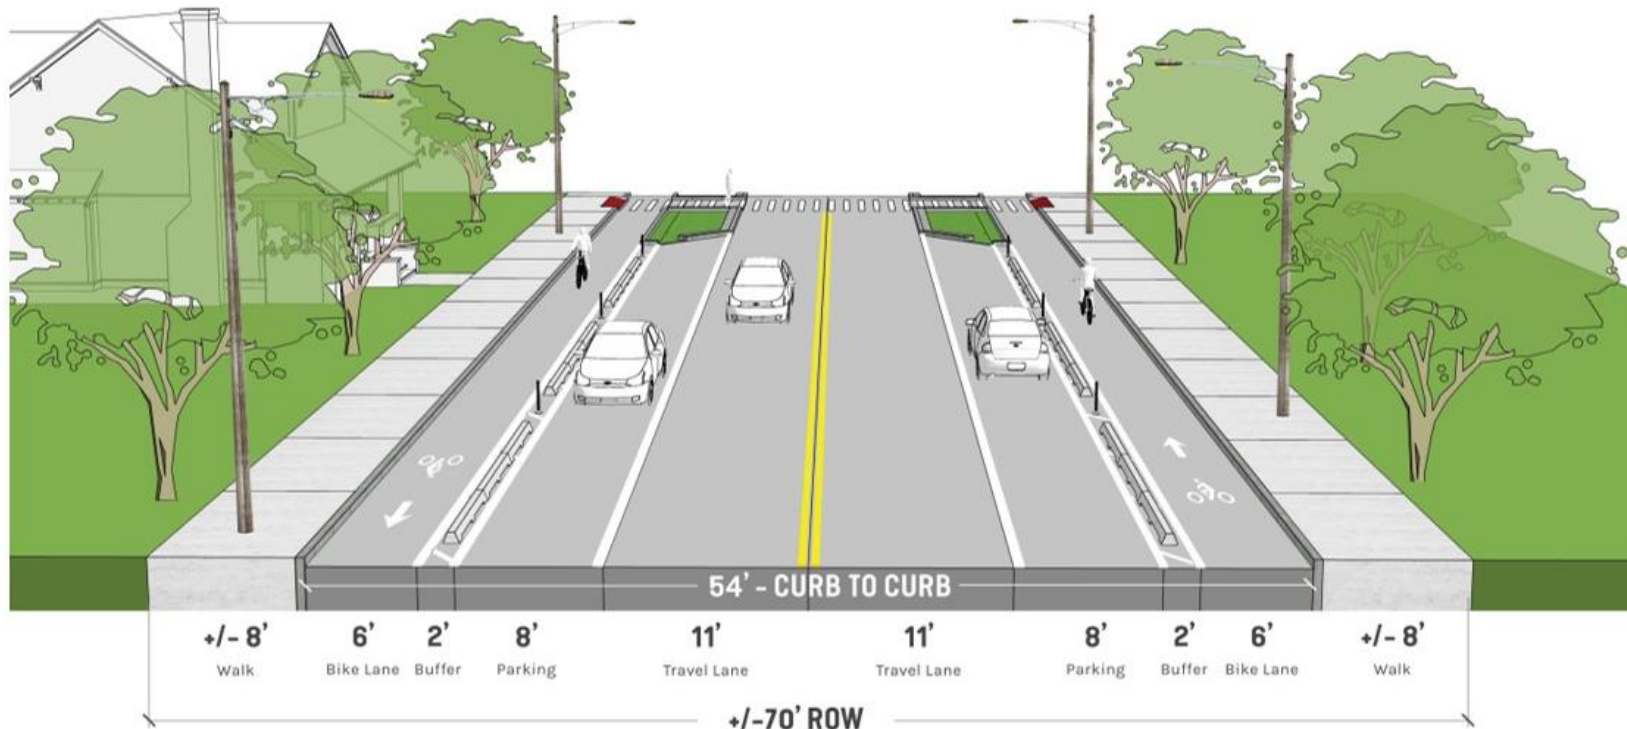 54' - CURB TO CURB
+/- 8' 6' 2' 8' 11' 11' 8' 2' 6' +/- 8'
Walk Bike Lane Buffer Parking Travel Lane Travel Lane Parking Buffer Bike Lane Walk
+/-70' ROW